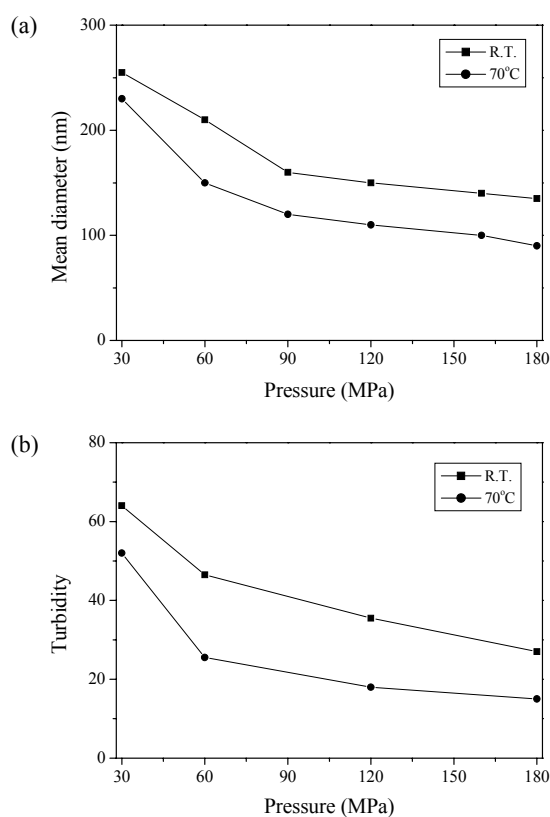 (a)
300
200
100
0
Mean diameter (nm)
R.T.
70°C
30 60 90 120 150 180
Pressure (MPa)
(b)
80
60
40
20
0
Turbidity
R.T.
70°C
30 60 90 120 150 180
Pressure (MPa)